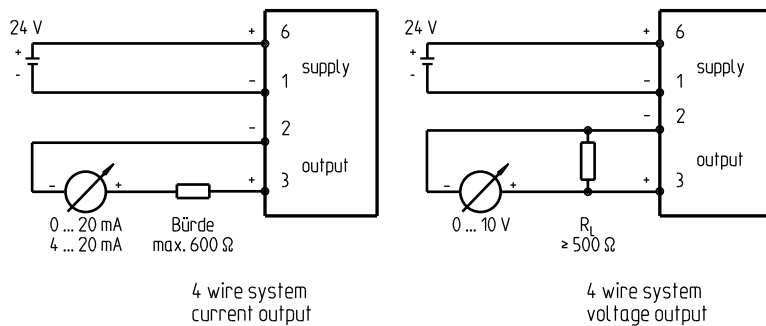 24 V
+
-
+ 6
supply
- 1
- 2
output
+ 3
- +
0 ... 20 mA
4 ... 20 mA
Bürde
max. 600 Ω
4 wire system
current output
24 V
+
-
+ 6
supply
- 1
- 2
output
+ 3
- +
0 ... 10 V
RL
≥ 500 Ω
4 wire system
voltage output